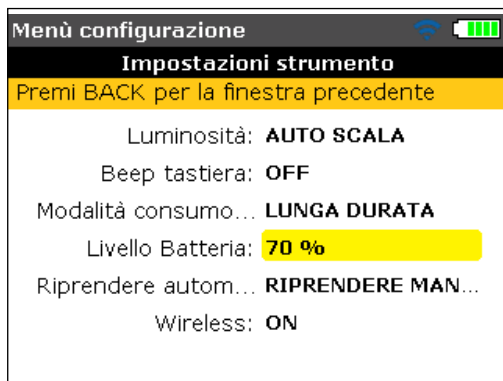 Menù configurazione
Impostazioni strumento
Premi BACK per la finestra precedente
Luminosità: AUTO SCALA
Beep tastiera: OFF
Modalità consumo... LUNGA DURATA
Livello Batteria: 70 %
Riprendere autom... RIPRENDERE MAN...
Wireless: ON